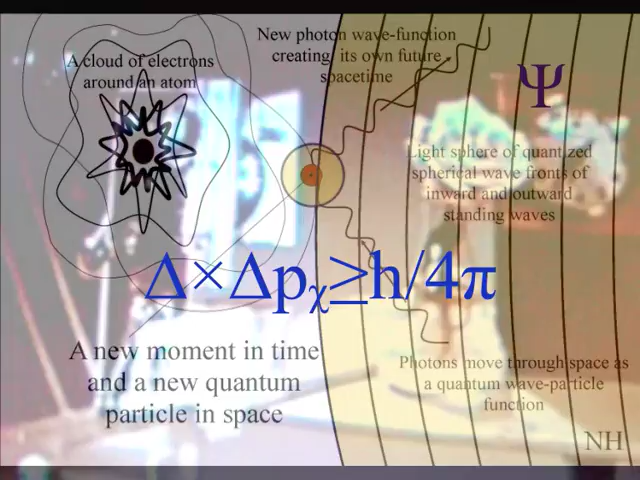 New photon wave-function
creating, its own future
spacetime
A cloud of electrons
around an atom
Ψ
Light sphere of quantized
spherical wave fronts of
inward and outward
standing waves
Δ×Δpχ≥h/4π
A new moment in time
and a new quantum
particle in space
Photons move through space as
a quantum wave-particle
function
NH